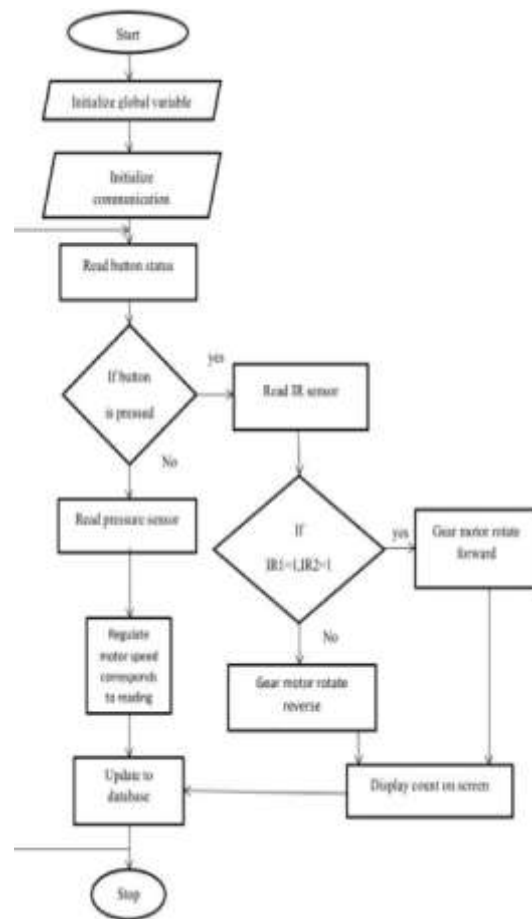 Start
Initialize global variable
Initialize
communication
Read button status
If button
is pressed
yes
Read IR sensor
No
Read pressure sensor
If
IR1=1,IR2=1
yes
Gear motor rotate
forward
No
Regulate
motor speed
corresponds
to reading
Gear motor rotate
reverse
Update to
database
Display count on screen
Stop